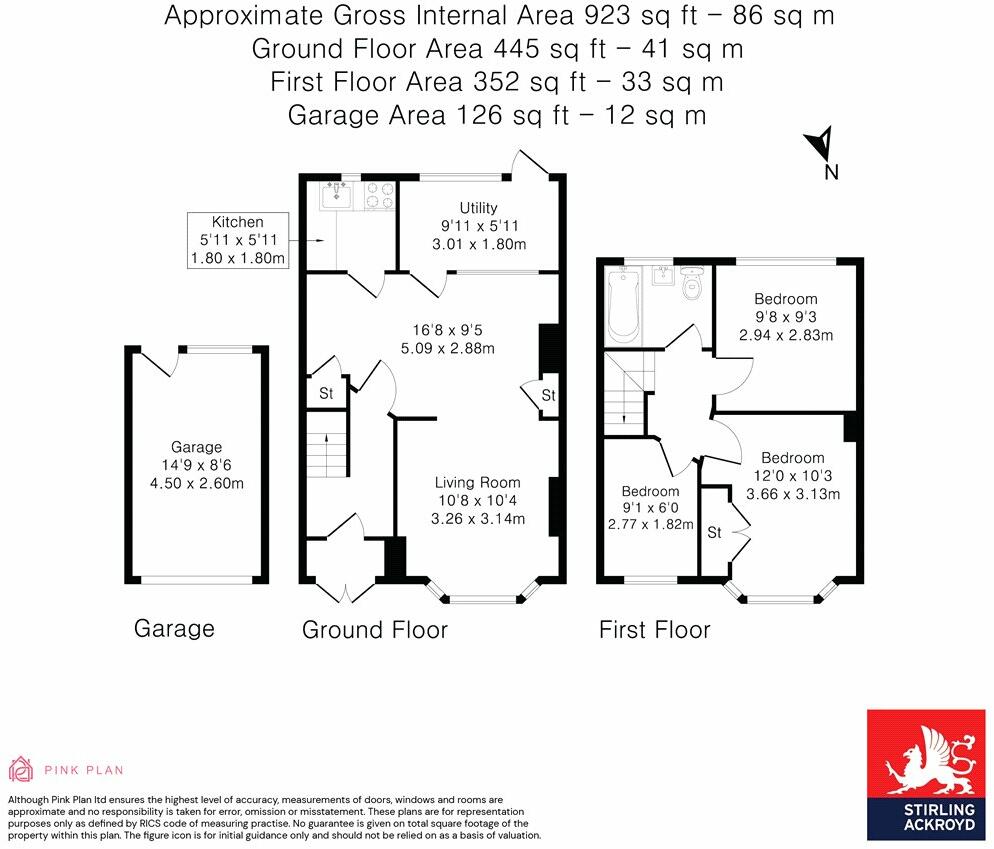 Approximate Gross Internal Area 923 sq ft – 86 sq m
Ground Floor Area 445 sq ft – 41 sq m
First Floor Area 352 sq ft – 33 sq m
Garage Area 126 sq ft – 12 sq m
N
Kitchen
5'11 x 5'11
1.80 x 1.80m
Utility
9'11 x 5'11
3.01 x 1.80m
16'8 x 9'5
5.09 x 2.88m
St
St
Living Room
10'8 x 10'4
3.26 x 3.14m
Garage
14'9 x 8'6
4.50 x 2.60m
Bedroom
9'8 x 9'3
2.94 x 2.83m
Bedroom
12'0 x 10'3
3.66 x 3.13m
Bedroom
9'1 x 6'0
2.77 x 1.82m
St
Garage
Ground Floor
First Floor
PINK PLAN
Although Pink Plan ltd ensures the highest level of accuracy, measurements of doors, windows and rooms are
approximate and no responsibility is taken for error, omission or misstatement. These plans are for representation
purposes only as defined by RICS code of measuring practise. No guarantee is given on total square footage of the
property within this plan. The figure icon is for initial guidance only and should not be relied on as a basis of valuation.
STIRLING
ACKROYD